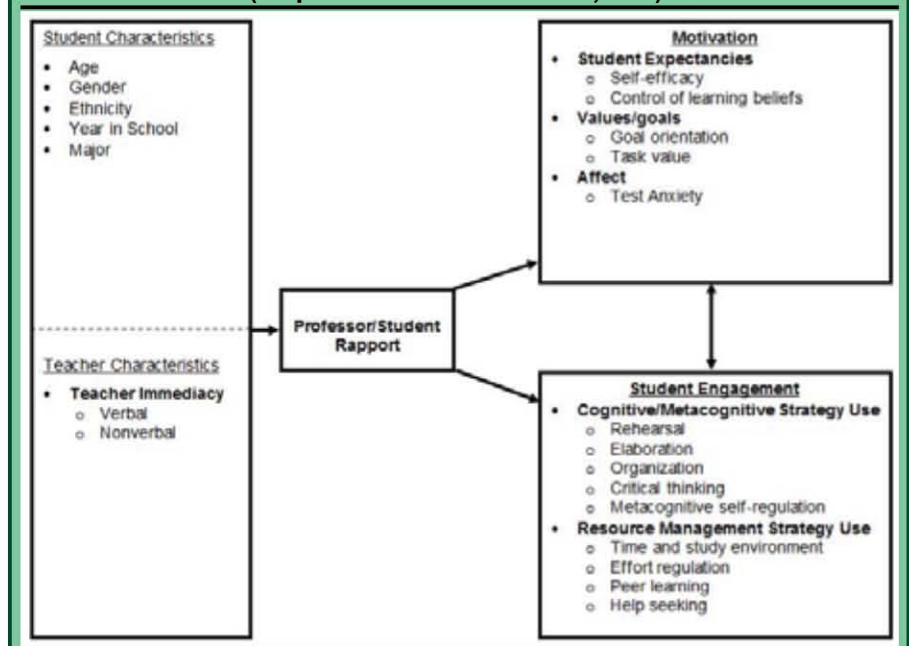 Student Characteristics
• Age
• Gender
• Ethnicity
• Year in School
• Major
Teacher Characteristics
• Teacher Immediacy
o Verbal
o Nonverbal
Professor/Student
Rapport
Motivation
• Student Expectancies
o Self-efficacy
o Control of learning beliefs
• Values/goals
o Goal orientation
o Task value
• Affect
o Test Anxiety
Student Engagement
• Cognitive/Metacognitive Strategy Use
o Rehearsal
o Elaboration
o Organization
o Critical thinking
o Metacognitive self-regulation
• Resource Management Strategy Use
o Time and study environment
o Effort regulation
o Peer learning
o Help seeking